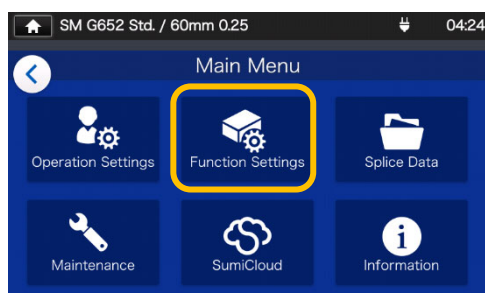 SM G652 Std. / 60mm 0.25 04:24
Main Menu
Operation Settings Function Settings Splice Data
Maintenance SumiCloud Information